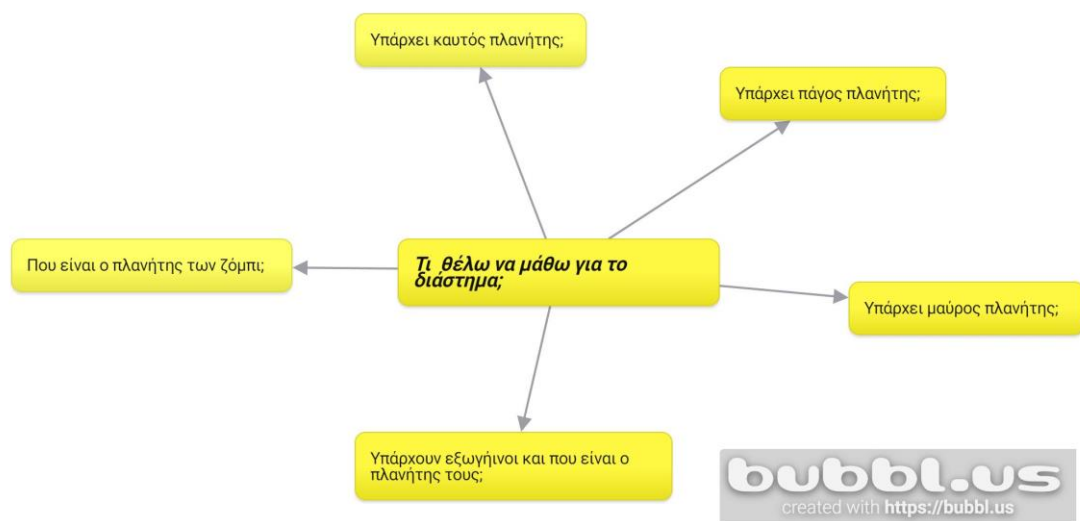 Υπάρχει καυτός πλανήτης;
Υπάρχει πάγος πλανήτης;
Που είναι ο πλανήτης των ζόμπι;
Τι θέλω να μάθω για το
διάστημα;
Υπάρχει μαύρος πλανήτης;
Υπάρχουν εξωγήινοι και που είναι ο
πλανήτης τους;
bubbl.us
created with https://bubbl.us